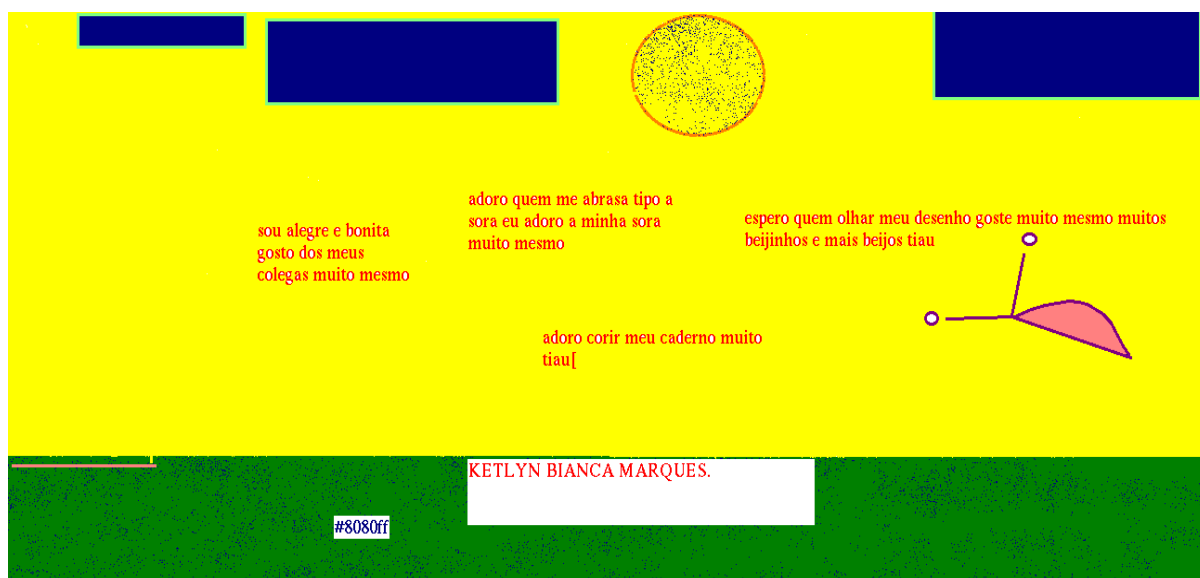 sou alegre e bonita
gosto dos meus
colegas muito mesmo
adoro quem me abrasa tipo a
sora eu adoro a minha sora
muito mesmo
espero quem olhar meu desenho goste muito mesmo muitos
beijinhos e mais beijos tiau
adoro corir meu caderno muito
tiau[
KETLYN BIANCA MARQUES.
#8080ff